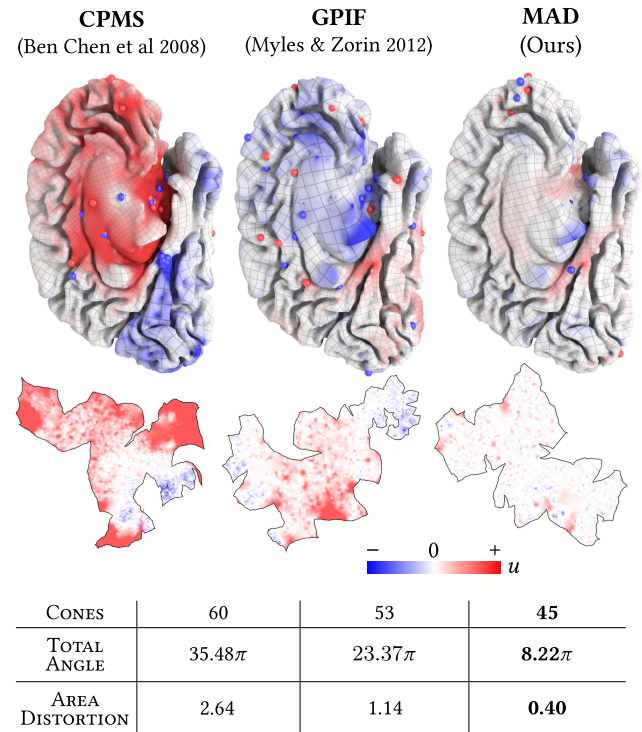 CPMS GPIF MAD
(Ben Chen et al 2008) (Myles & Zorin 2012) (Ours)
− 0 + u
CONES 60 53 45
TOTAL ANGLE 35.48π 23.37π 8.22π
AREA DISTORTION 2.64 1.14 0.40